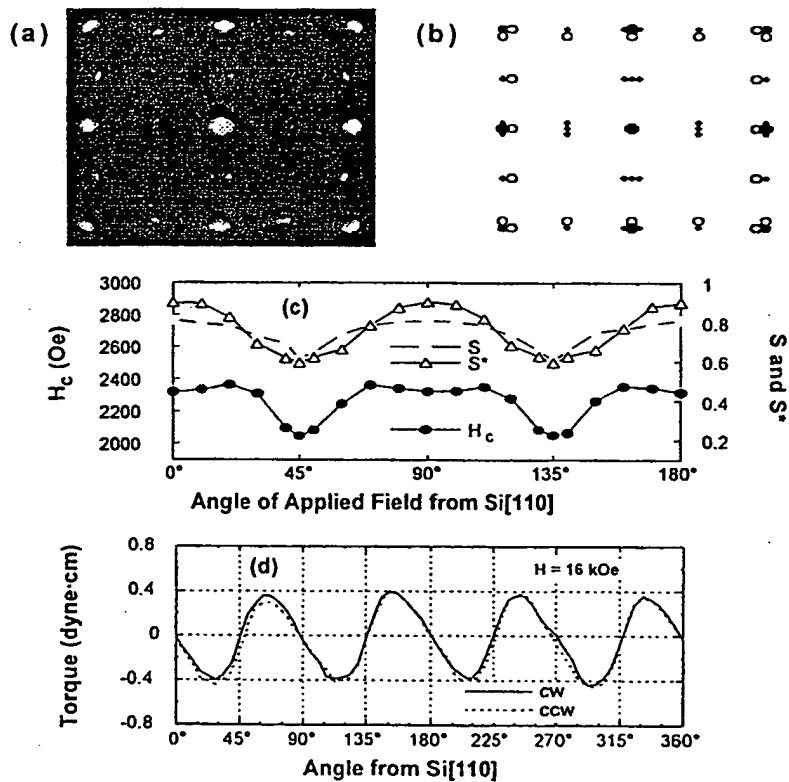 (a)
(b)
3000
2800
2600
2400
2200
2000
H_c (Oe)
(c)
S
S*
H_c
1
0.8
0.6
0.4
0.2
S and S*
0° 45° 90° 135° 180°
Angle of Applied Field from Si[110]
0.8
0.4
0
-0.4
-0.8
Torque (dyne·cm)
(d)
H = 16 kOe
CW
CCW
0° 45° 90° 135° 180° 225° 270° 315° 360°
Angle from Si[110]